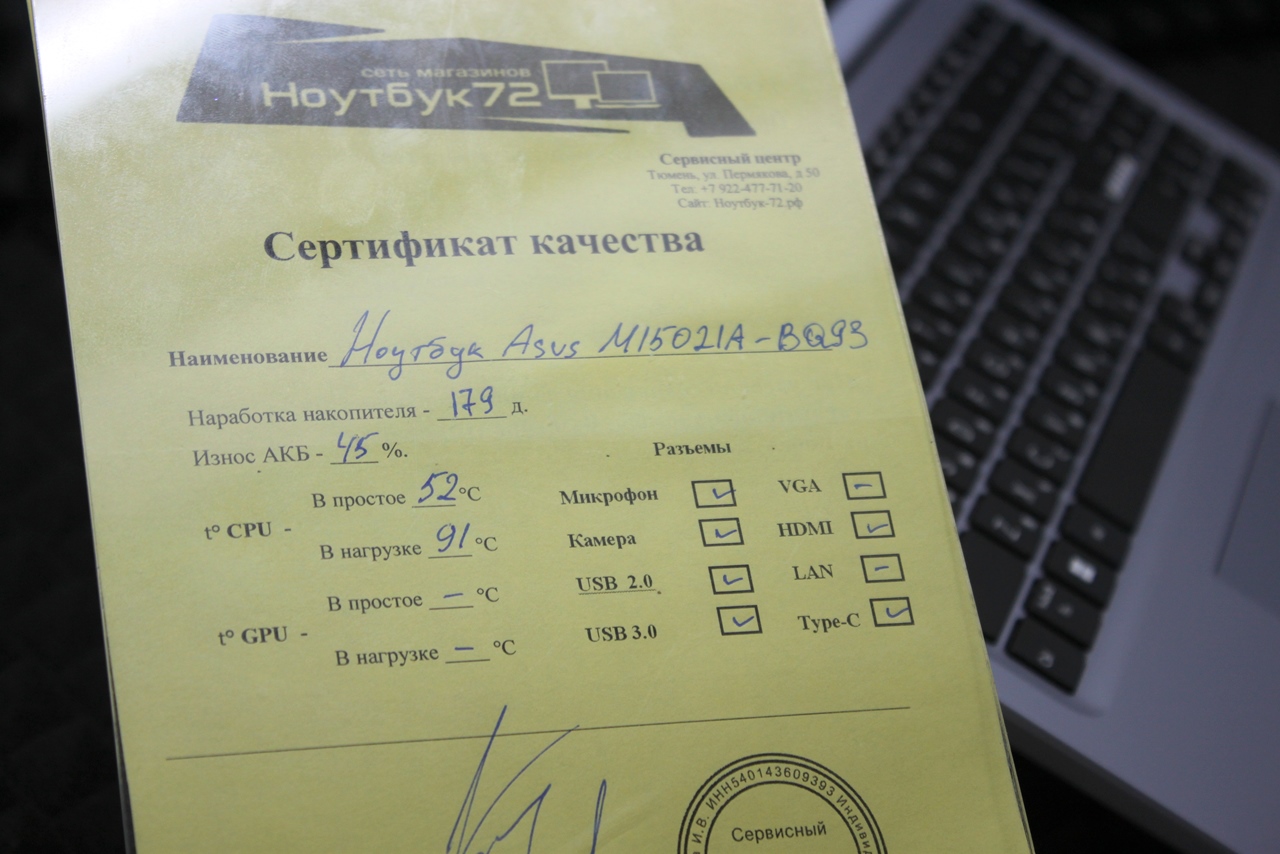 сеть магазинов
Ноутбук72
Сервисный центр
Тюмень, ул. Пермякова, д 50
Тел: +7 922-477-71-20
Сайт: Ноутбук-72.рф
Сертификат качества
Наименование Ноутбук Asus M1502IA-BQ93
Наработка накопителя - 179 д.
Износ АКБ - 45 %.
Разъемы
t° CPU -
В простое 52 °C
В нагрузке 91 °C
t° GPU -
В простое — °C
В нагрузке — °C
Микрофон ✓
Камера ✓
USB 2.0 ✓
USB 3.0 ✓
VGA –
HDMI ✓
LAN –
Type-C ✓
И.В. ИНН540143609393 Индивид
Сервисный